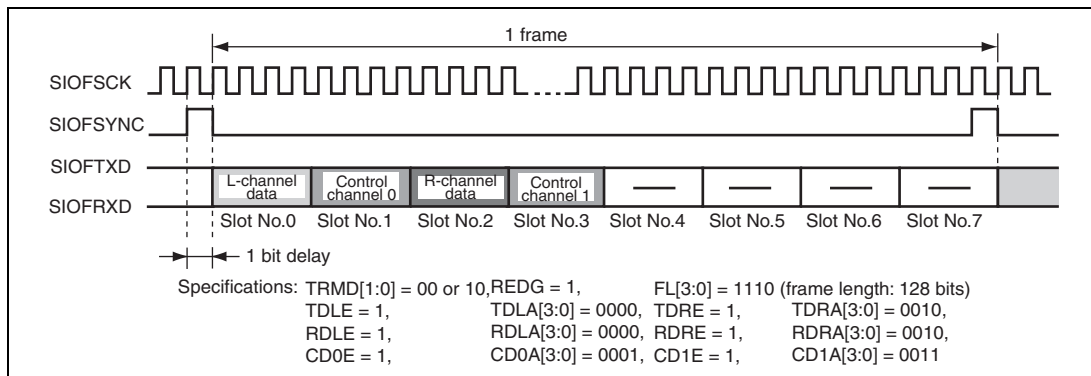 1 frame
SIOFSCK
SIOFSYNC
SIOFTXD
SIOFRXD
L-channel data
Control channel 0
R-channel data
Control channel 1
Slot No.0 Slot No.1 Slot No.2 Slot No.3 Slot No.4 Slot No.5 Slot No.6 Slot No.7
1 bit delay
Specifications: TRMD[1:0] = 00 or 10, REDG = 1, FL[3:0] = 1110 (frame length: 128 bits)
TDLE = 1, TDLA[3:0] = 0000, TDRE = 1, TDRA[3:0] = 0010,
RDLE = 1, RDLA[3:0] = 0000, RDRE = 1, RDRA[3:0] = 0010,
CD0E = 1, CD0A[3:0] = 0001, CD1E = 1, CD1A[3:0] = 0011